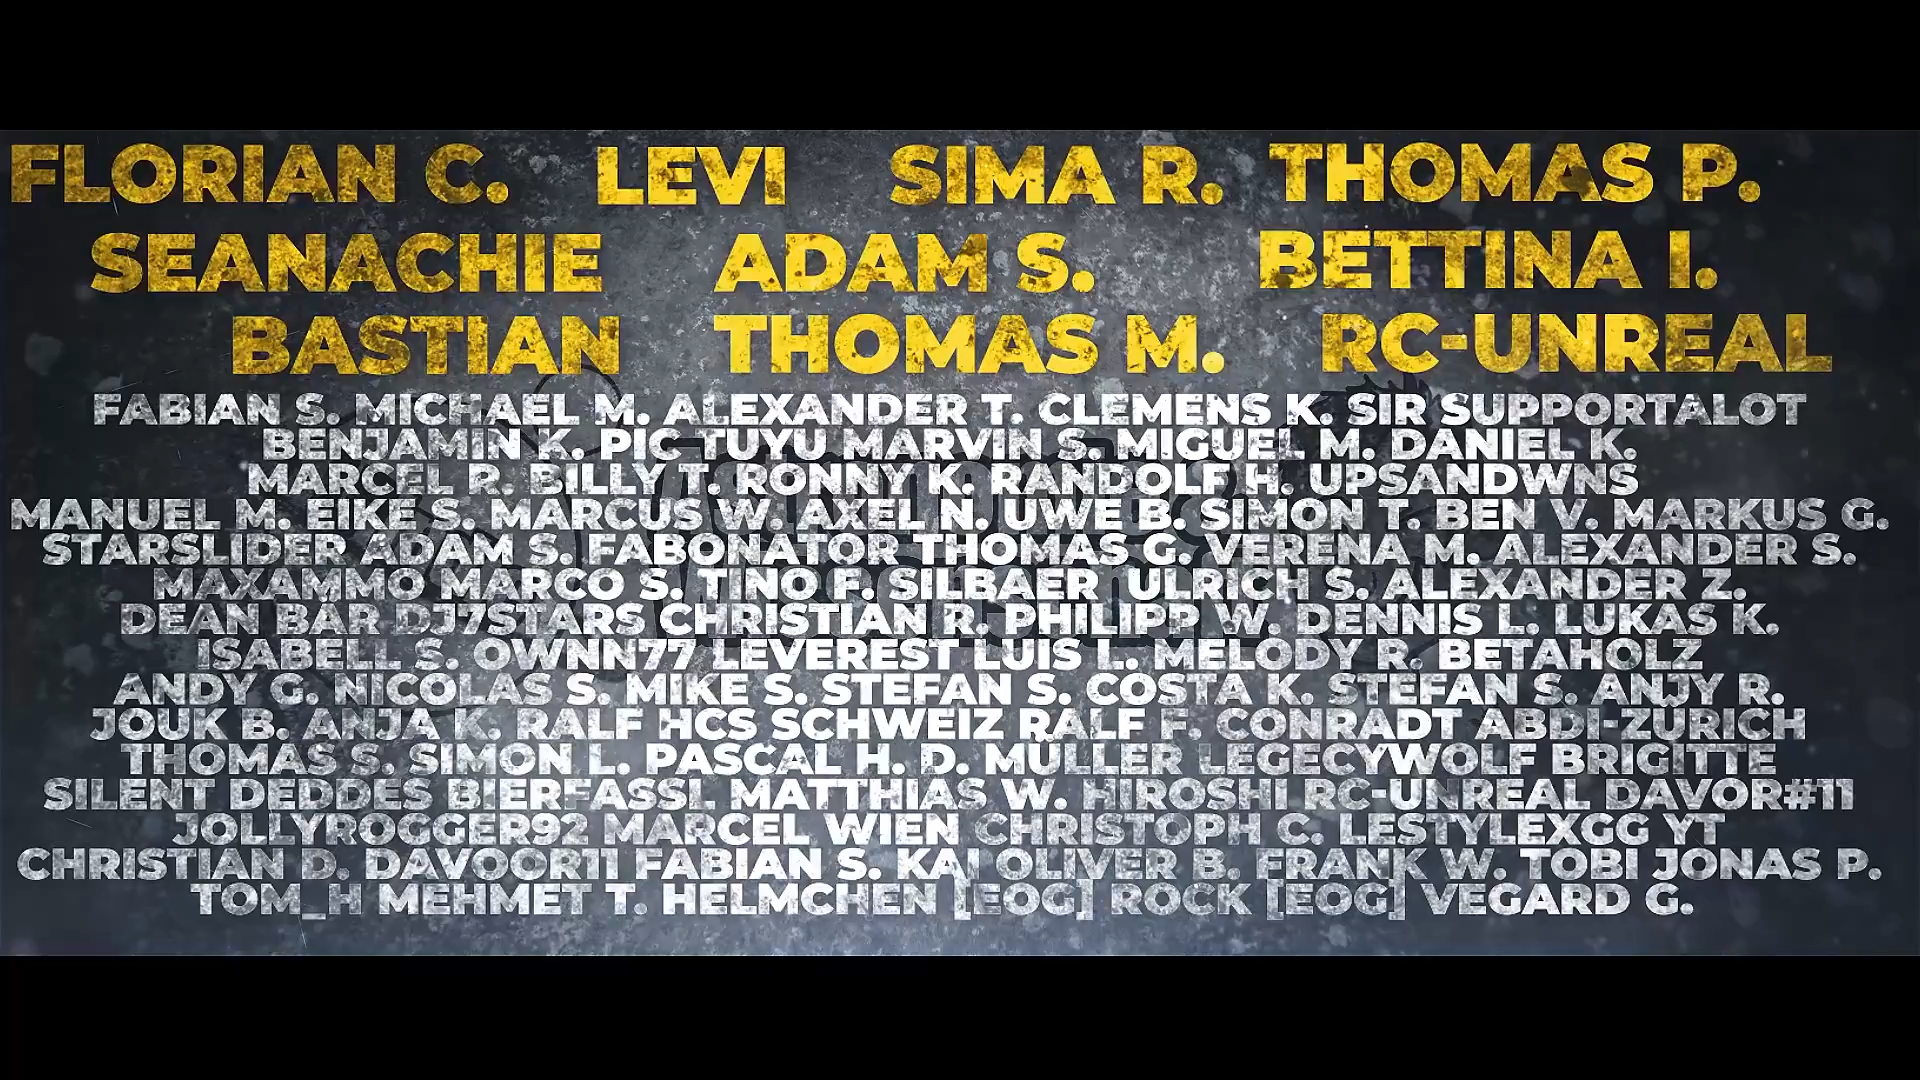 FLORIAN C. LEVI SIMA R. THOMAS P.
SEANACHIE ADAM S. BETTINA I.
BASTIAN THOMAS M. RC-UNREAL
FABIAN S. MICHAEL M. ALEXANDER T. CLEMENS K. SIR SUPPORTALOT
BENJAMIN K. PIC TUYU MARVIN S. MIGUEL M. DANIEL K.
MARCEL R. BILLY T. RONNY K. RANDOLF H. UPSANDWNS
MANUEL M. EIKE S. MARCUS W. AXEL N. UWE B. SIMON T. BEN V. MARKUS G.
STARSLIDER ADAM S. FABONATOR THOMAS G. VERENA M. ALEXANDER S.
MAXAMMO MARCO S. TINO F. SILBAER ULRICH S. ALEXANDER Z.
DEAN BÄR DJ7STARS CHRISTIAN R. PHILIPP W. DENNIS L. LUKAS K.
ISABELL S. OWNN77 LEVEREST LUIS L. MELODY R. BETAHOLZ
ANDY G. NICOLAS S. MIKE S. STEFAN S. COSTA K. STEFAN S. ANJY R.
JOUK B. ANJA K. RALF HCS SCHWEIZ RALF F. CONRADT ABDI-ZÜRICH
THOMAS S. SIMON L. PASCAL H. D. MÜLLER LEGECYWOLF BRIGITTE
SILENT DEDDES BIERFASSL MATTHIAS W. HIROSHI RC-UNREAL DAVOR#11
JOLLYROGGER92 MARCEL WIEN CHRISTOPH C. LESTYLEXGG YT
CHRISTIAN D. DAVOOR11 FABIAN S. KAI OLIVER B. FRANK W. TOBI JONAS P.
TOM_H MEHMET T. HELMCHEN [EOG] ROCK [EOG] VEGARD G.